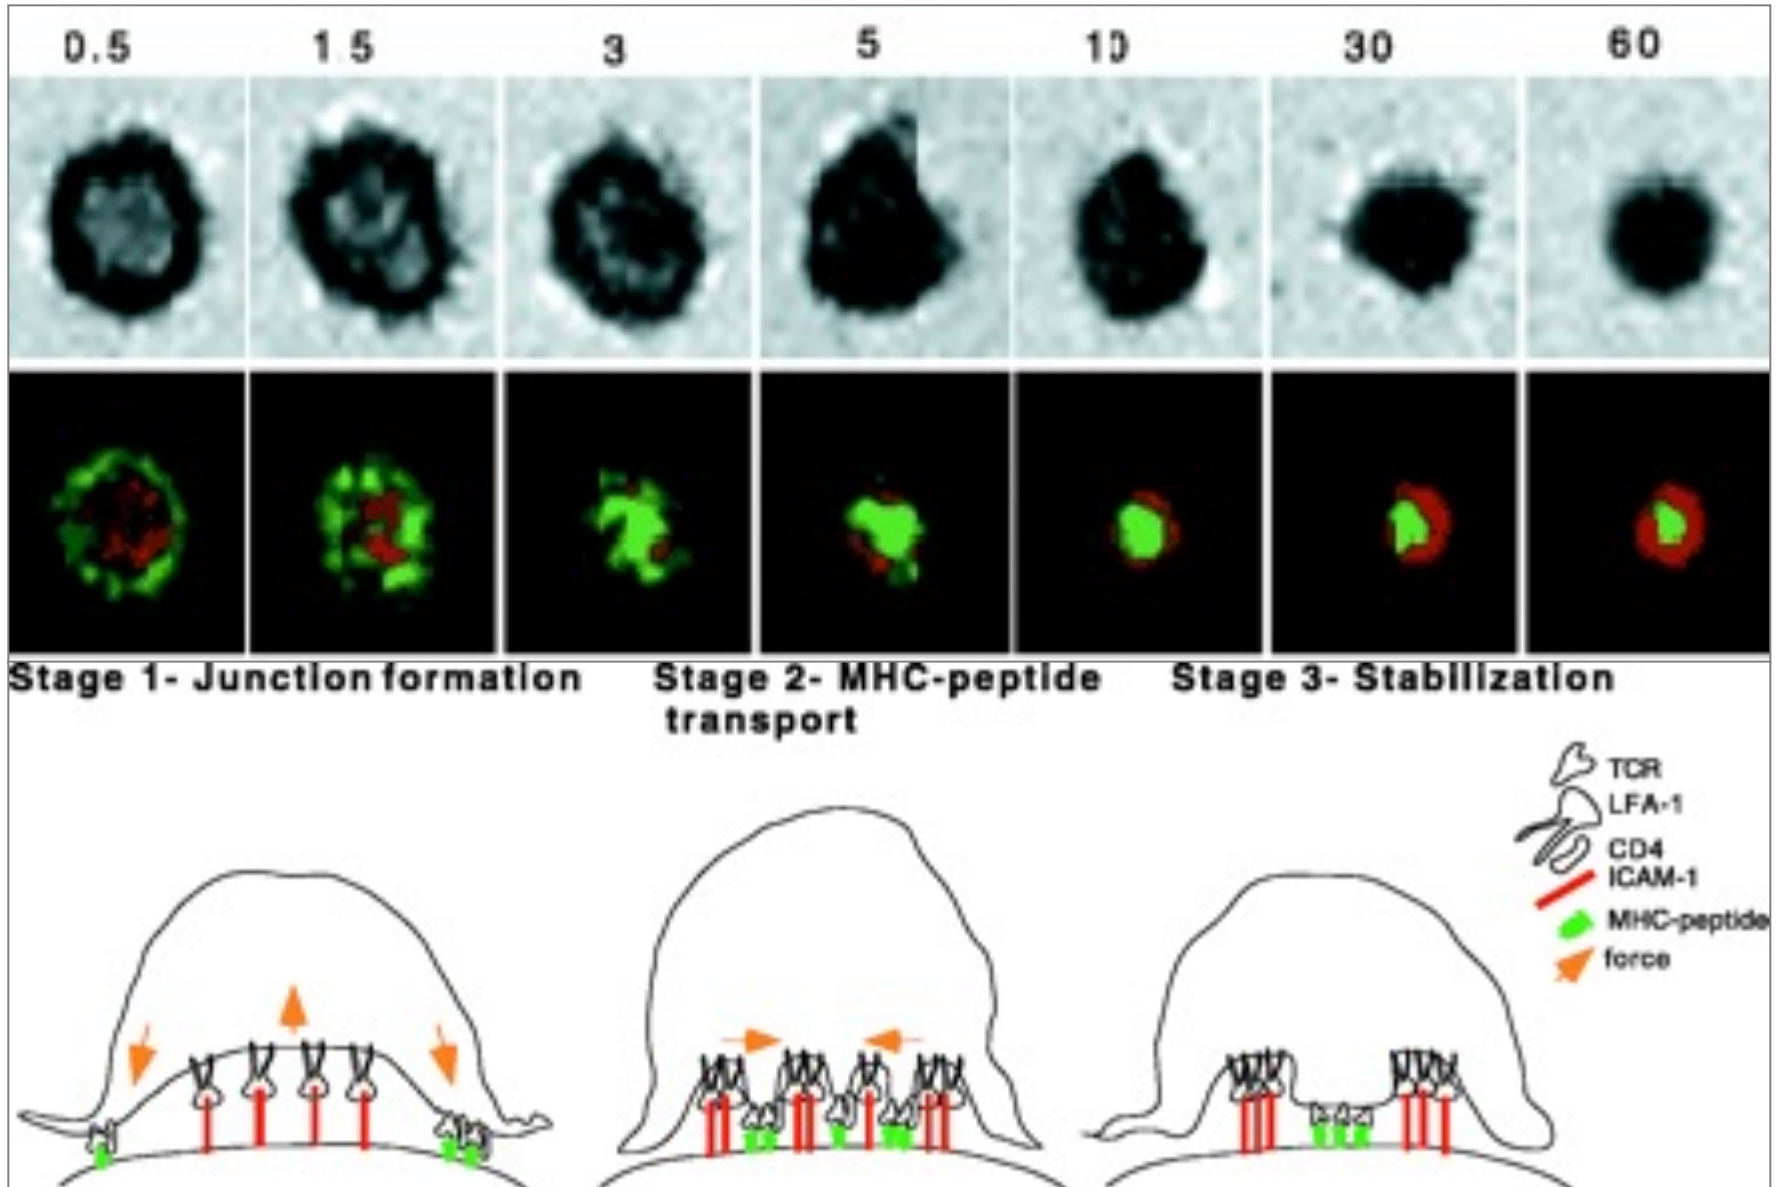 0.5 1.5 3 5 10 30 60
Stage 1- Junction formation
Stage 2- MHC-peptide
transport
Stage 3- Stabilization
TCR
LFA-1
CD4
ICAM-1
MHC-peptide
force